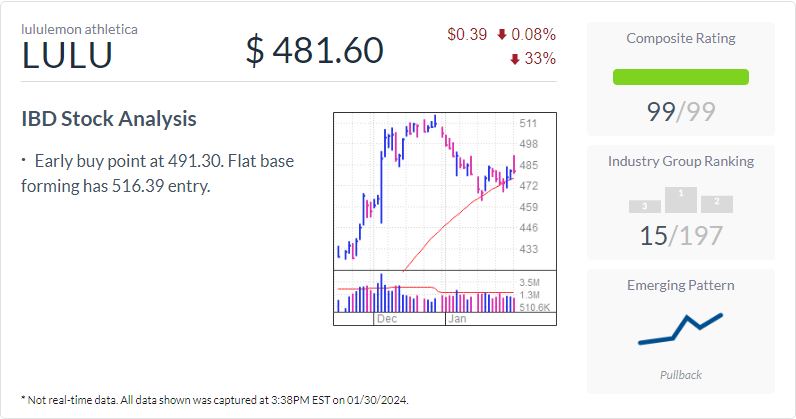 lululemon athletica
LULU
$ 481.60
$0.39 0.08%
33%
IBD Stock Analysis
· Early buy point at 491.30. Flat base
forming has 516.39 entry.
511
498
485
472
459
446
433
3.5M
1.3M
510.6K
Dec Jan
Composite Rating
99/99
Industry Group Ranking
3 1 2
15/197
Emerging Pattern
Pullback
* Not real-time data. All data shown was captured at 3:38PM EST on 01/30/2024.